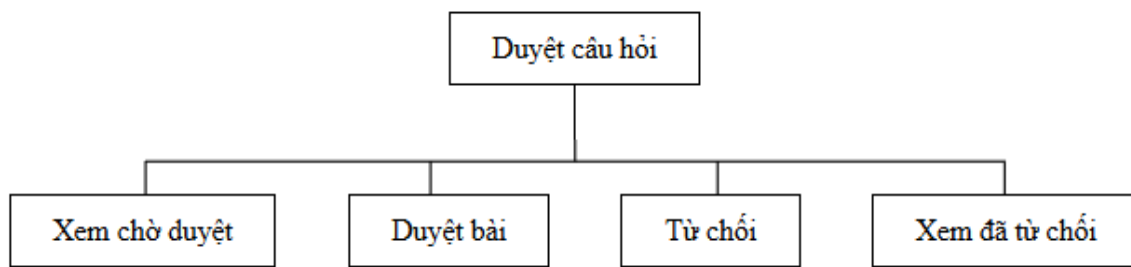 Duyệt câu hỏi
Xem chờ duyệt
Duyệt bài
Từ chối
Xem đã từ chối